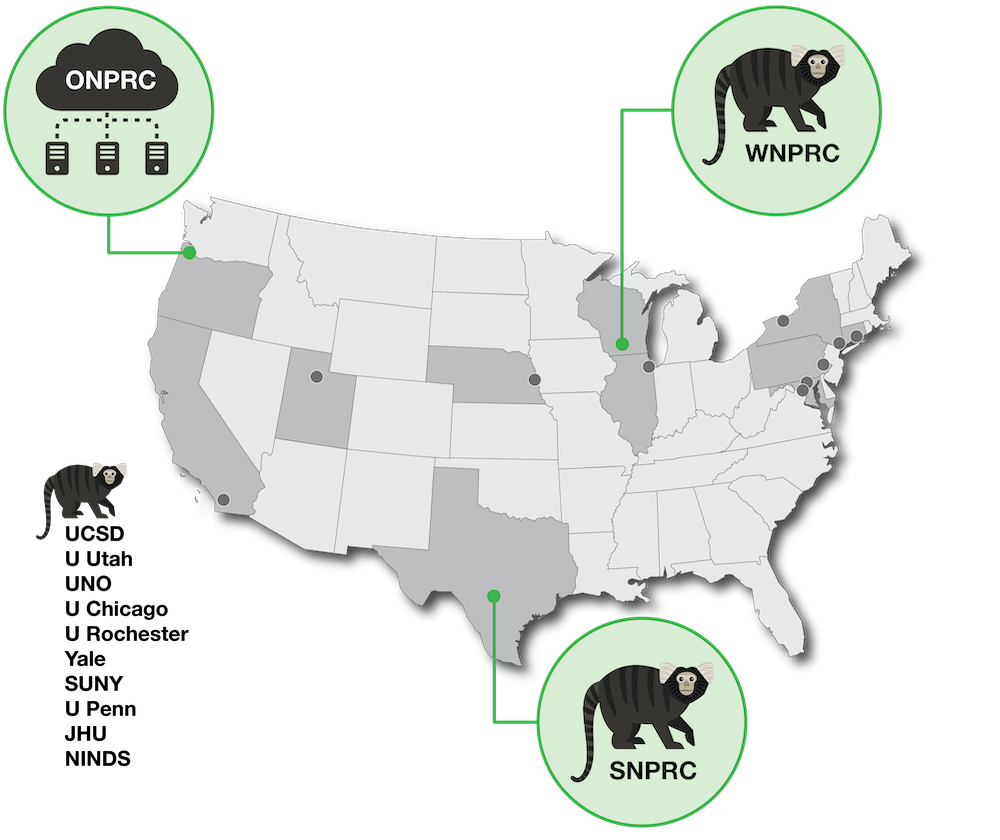 ONPRC
WNPRC
UCSD
U Utah
UNO
U Chicago
U Rochester
Yale
SUNY
U Penn
JHU
NINDS
SNPRC